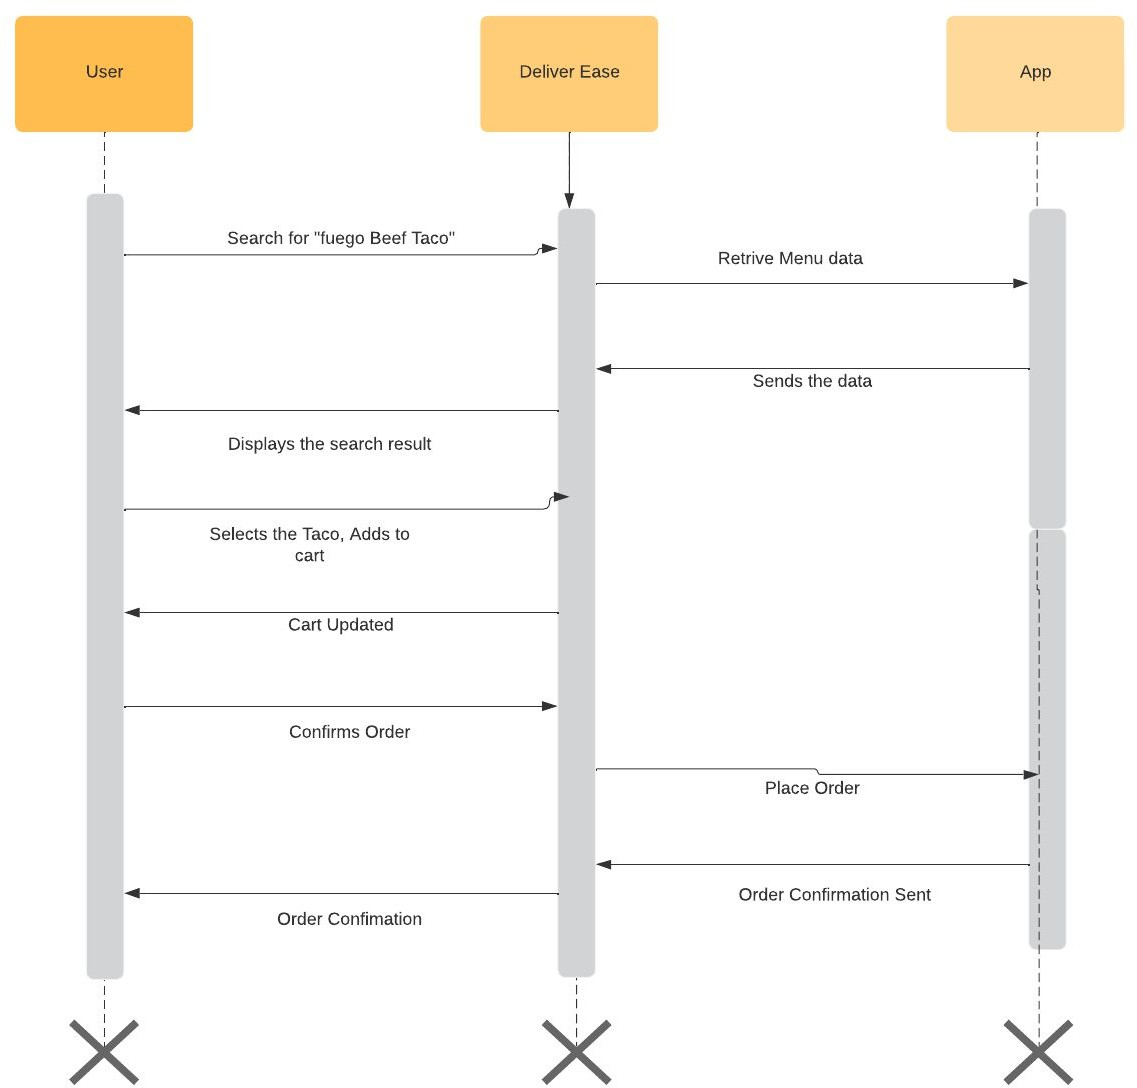 User
Deliver Ease
App
Search for "fuego Beef Taco"
Retrive Menu data
Sends the data
Displays the search result
Selects the Taco, Adds to
cart
Cart Updated
Confirms Order
Place Order
Order Confirmation Sent
Order Confimation